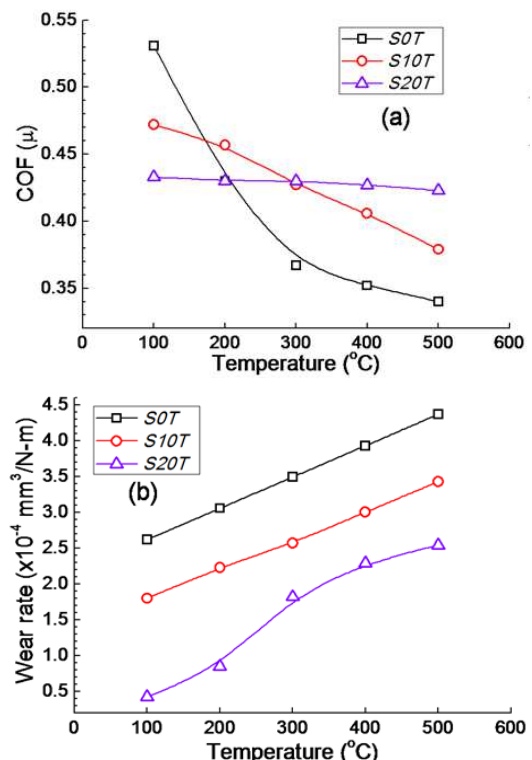 0.55
0.50
0.45
0.40
0.35
COF (μ)
S0T
S10T
S20T
(a)
0 100 200 300 400 500 600
Temperature (°C)
4.5
4.0
3.5
3.0
2.5
2.0
1.5
1.0
0.5
Wear rate (x10⁻⁴ mm³/N-m)
S0T
S10T
S20T
(b)
0 100 200 300 400 500 600
Temperature (°C)